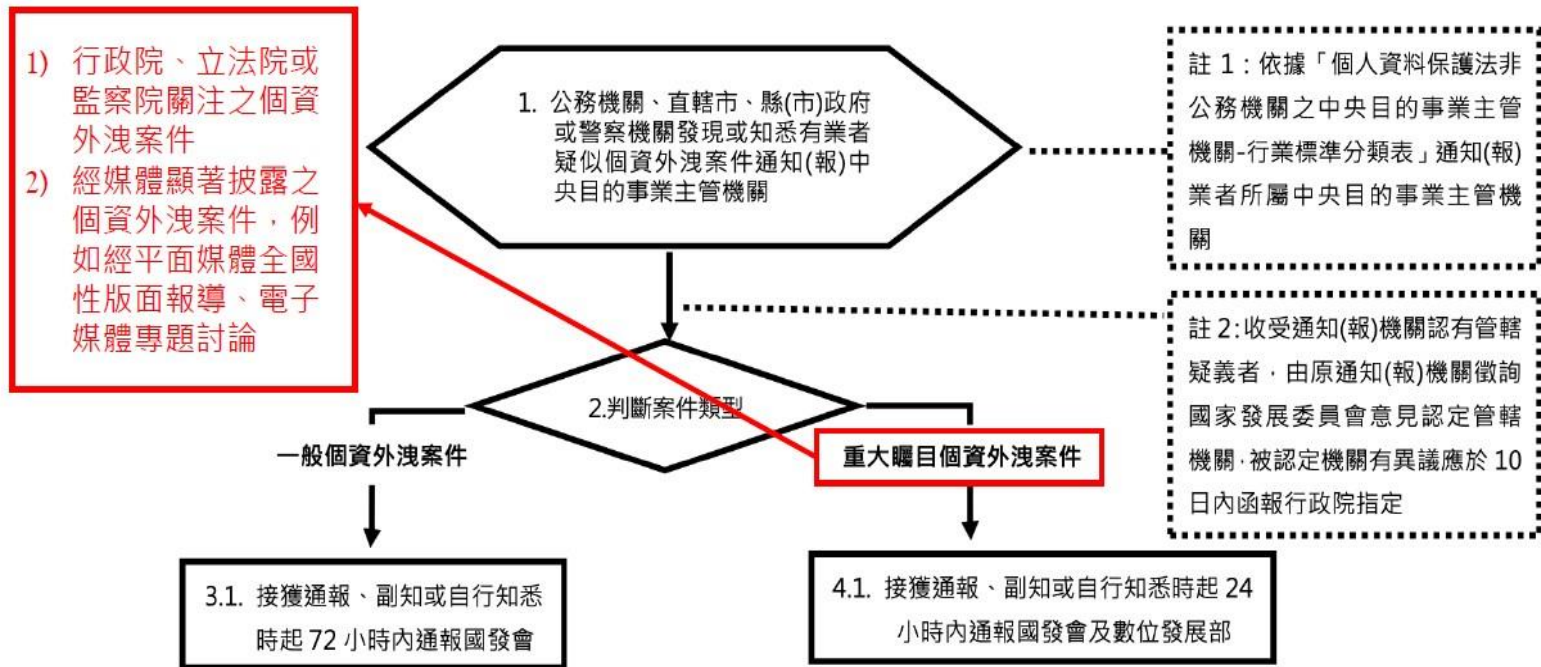 1) 行政院、立法院或
監察院關注之個資
外洩案件
2) 經媒體顯著披露之
個資外洩案件，例
如經平面媒體全國
性版面報導、電子
媒體專題討論
1. 公務機關、直轄市、縣(市)政府
或警察機關發現或知悉有業者
疑似個資外洩案件通知(報)中
央目的事業主管機關
註 1：依據「個人資料保護法非
公務機關之中央目的事業主管
機關-行業標準分類表」通知(報)
業者所屬中央目的事業主管機
關
註 2:收受通知(報)機關認有管轄
疑義者，由原通知(報)機關徵詢
國家發展委員會意見認定管轄
機關，被認定機關有異議應於 10
日內函報行政院指定
2.判斷案件類型
一般個資外洩案件
重大矚目個資外洩案件
3.1. 接獲通報、副知或自行知悉
時起 72 小時內通報國發會
4.1. 接獲通報、副知或自行知悉時起 24
小時內通報國發會及數位發展部